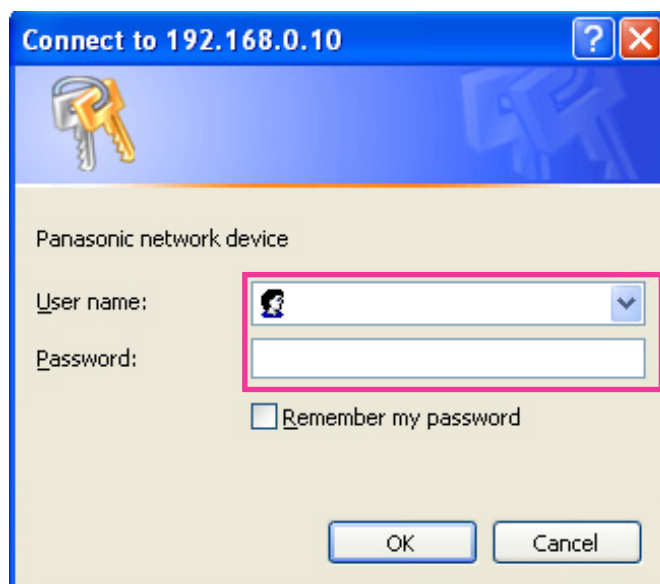 Connect to 192.168.0.10
?
Panasonic network device
User name:
Password:
Remember my password
OK
Cancel